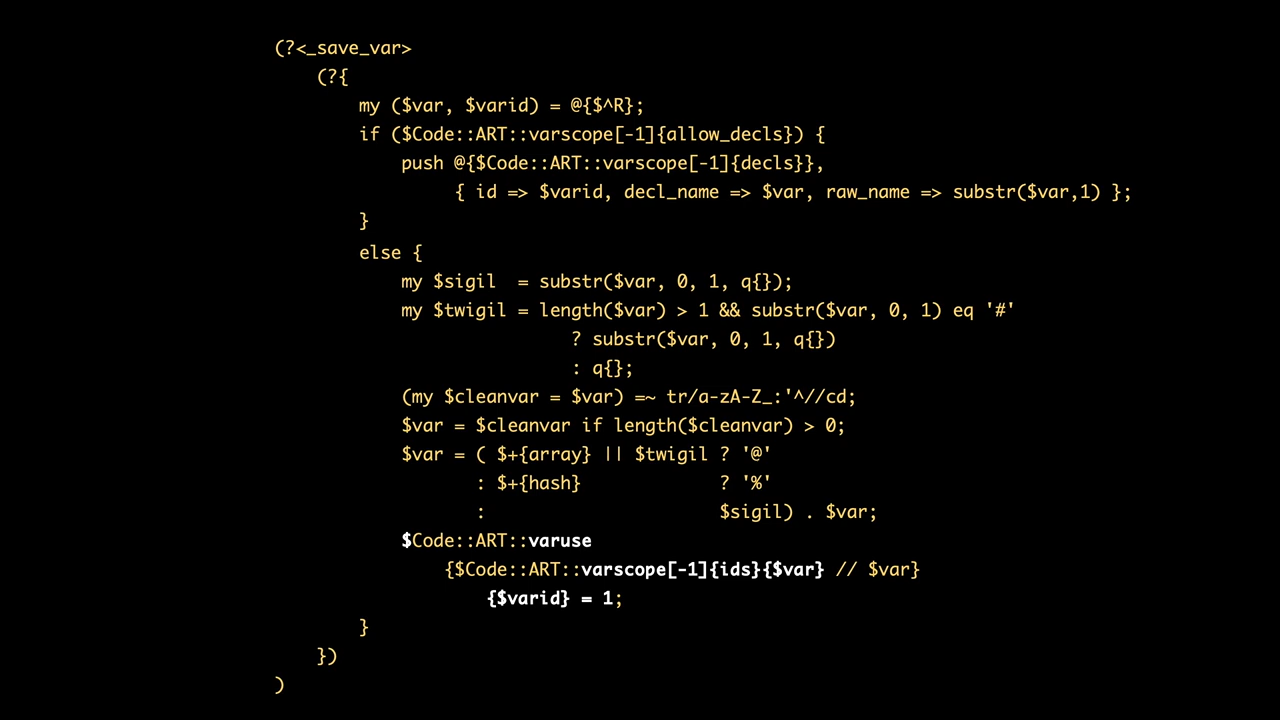 (?<_save_var>
    (?{
        my ($var, $varid) = @{$^R};
        if ($Code::ART::varscope[-1]{allow_decls}) {
            push @{$Code::ART::varscope[-1]{decls}},
                 { id => $varid, decl_name => $var, raw_name => substr($var,1) };
        }
        else {
            my $sigil  = substr($var, 0, 1, q{});
            my $twigil = length($var) > 1 && substr($var, 0, 1) eq '#'
                            ? substr($var, 0, 1, q{})
                            : q{};
            (my $cleanvar = $var) =~ tr/a-zA-Z_:'^//cd;
            $var = $cleanvar if length($cleanvar) > 0;
            $var = ( $+{array} || $twigil ? '@'
                   : $+{hash}             ? '%'
                   :                      $sigil) . $var;
            $Code::ART::varuse
                {$Code::ART::varscope[-1]{ids}{$var} // $var}
                    {$varid} = 1;
        }
    })
)